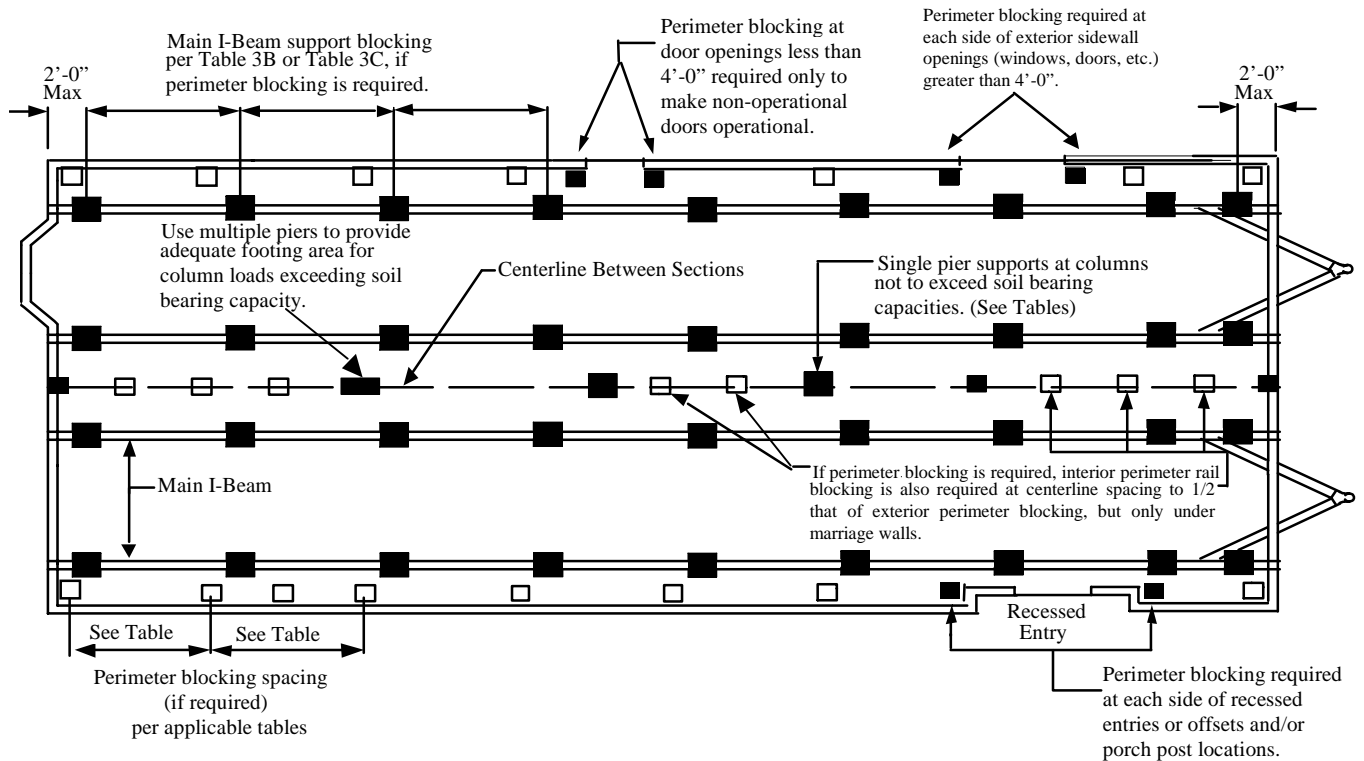 Main I-Beam support blocking
per Table 3B or Table 3C, if
perimeter blocking is required.
2'-0”
Max
Perimeter blocking at
door openings less than
4’-0” required only to
make non-operational
doors operational.
Perimeter blocking required at
each side of exterior sidewall
openings (windows, doors, etc.)
greater than 4’-0”.
2'-0”
Max
Use multiple piers to provide
adequate footing area for
column loads exceeding soil
bearing capacity.
Centerline Between Sections
Single pier supports at columns
not to exceed soil bearing
capacities. (See Tables)
Main I-Beam
If perimeter blocking is required, interior perimeter rail
blocking is also required at centerline spacing to 1/2
that of exterior perimeter blocking, but only under
marriage walls.
See Table
See Table
Perimeter blocking spacing
(if required)
per applicable tables
Recessed
Entry
Perimeter blocking required
at each side of recessed
entries or offsets and/or
porch post locations.